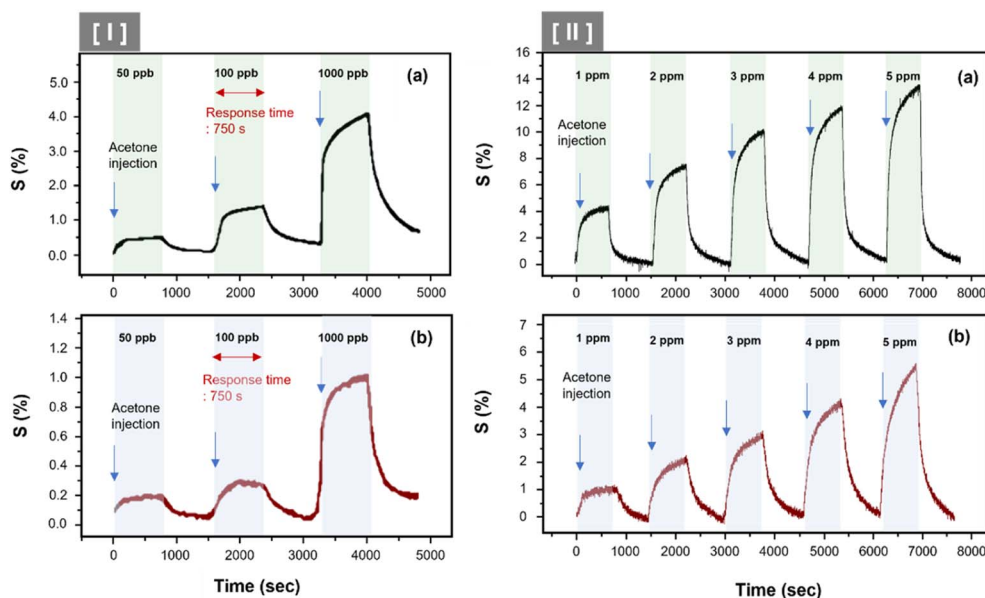 [ I ]
50 ppb
100 ppb
1000 ppb
(a)
Response time
: 750 s
Acetone
injection
S (%)
5.0
4.0
3.0
2.0
1.0
0.0
0
1000
2000
3000
4000
5000
50 ppb
100 ppb
1000 ppb
(b)
Response time
: 750 s
Acetone
injection
S (%)
1.4
1.2
1.0
0.8
0.6
0.4
0.2
0.0
0
1000
2000
3000
4000
5000
Time (sec)
[ II ]
1 ppm
2 ppm
3 ppm
4 ppm
5 ppm
(a)
Acetone
injection
S (%)
16
14
12
10
8
6
4
2
0
0
1000
2000
3000
4000
5000
6000
7000
8000
1 ppm
2 ppm
3 ppm
4 ppm
5 ppm
(b)
Acetone
injection
S (%)
7
6
5
4
3
2
1
0
0
1000
2000
3000
4000
5000
6000
7000
8000
Time (sec)